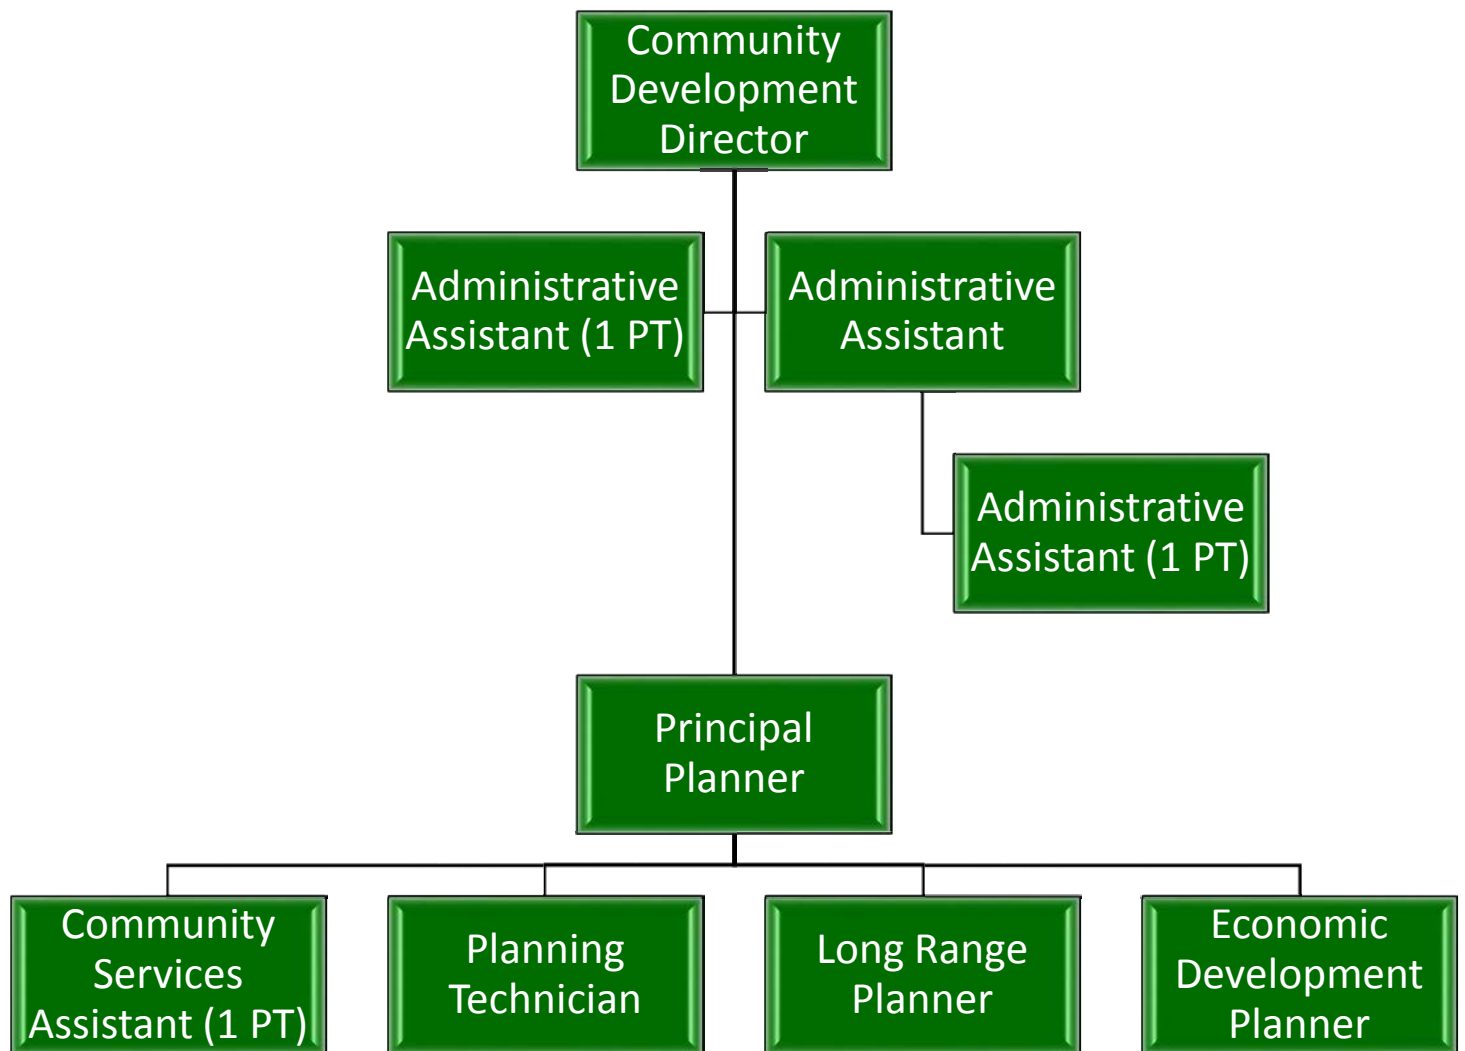 Community
Development
Director
Administrative
Assistant (1 PT)
Administrative
Assistant
Administrative
Assistant (1 PT)
Principal
Planner
Community
Services
Assistant (1 PT)
Planning
Technician
Long Range
Planner
Economic
Development
Planner